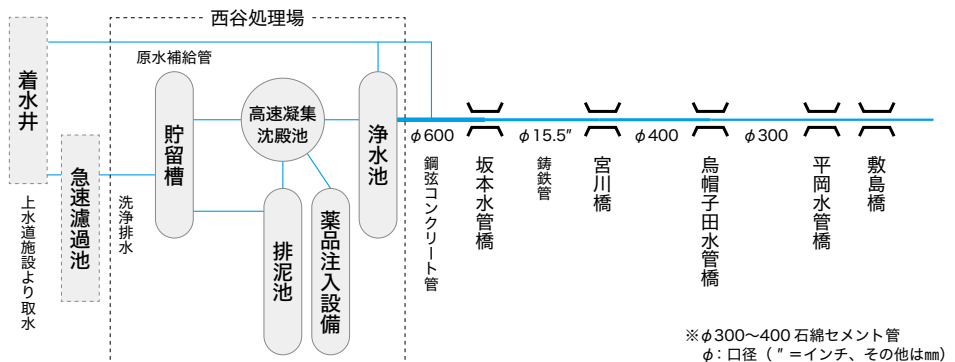 西谷処理場
着水井
原水補給管
貯留槽
高速凝集
沈殿池
浄水池
急速濾過池
上水道施設より取水
洗浄排水
排泥池
薬品注入設備
φ600
鋼弦コンクリート管
坂本水管橋
φ15.5″
鋳鉄管
宮川橋
φ400
烏帽子田水管橋
φ300
平岡水管橋
敷島橋
※φ300〜400 石綿セメント管
φ：口径（ ″ ＝インチ、その他は㎜）